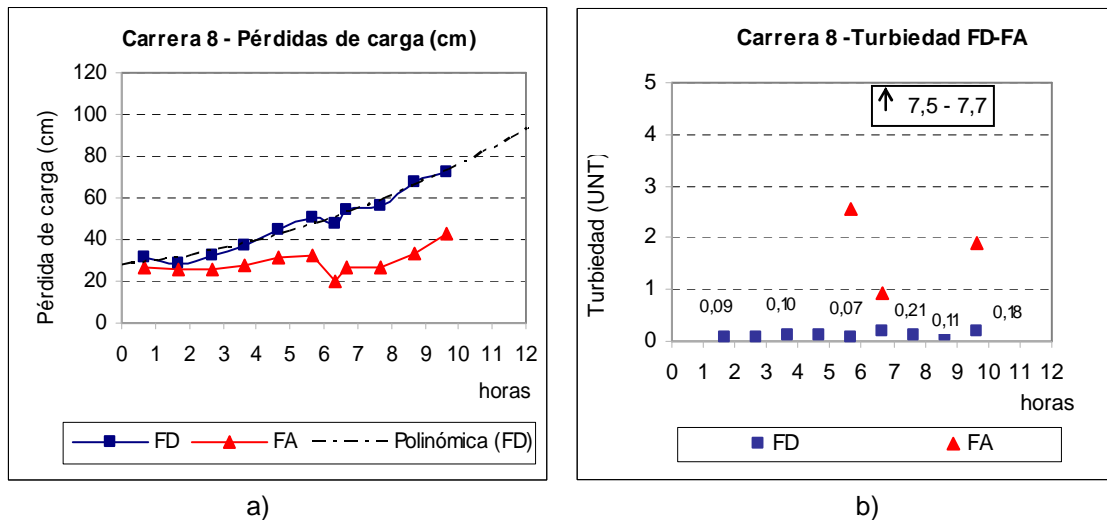 Carrera 8 - Pérdidas de carga (cm)
Pérdida de carga (cm)
120
100
80
60
40
20
0
0 1 2 3 4 5 6 7 8 9 10 11 12
horas
FD FA Polinómica (FD)
a)
Carrera 8 -Turbiedad FD-FA
Turbiedad (UNT)
5
4
3
2
1
0
7,5 - 7,7
0,09 0,10 0,07 0,21 0,11 0,18
0 1 2 3 4 5 6 7 8 9 10 11 12
horas
FD FA
b)